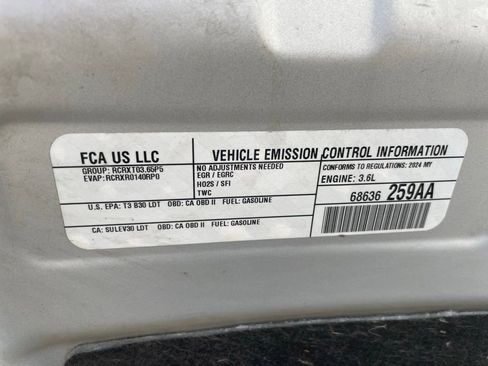 FCA US LLC
VEHICLE EMISSION CONTROL INFORMATION
GROUP: RCRXT03.65P5
EVAP: RCRXR0140RP0
NO ADJUSTMENTS NEEDED
EGR / EGRC
HO2S / SFI
TWC
CONFORMS TO REGULATIONS: 2024 MY
ENGINE: 3.6L
68636 259AA
U.S. EPA: T3 B30 LDT OBD: CA OBD II FUEL: GASOLINE
CA: SULEV30 LDT OBD: CA OBD II FUEL: GASOLINE